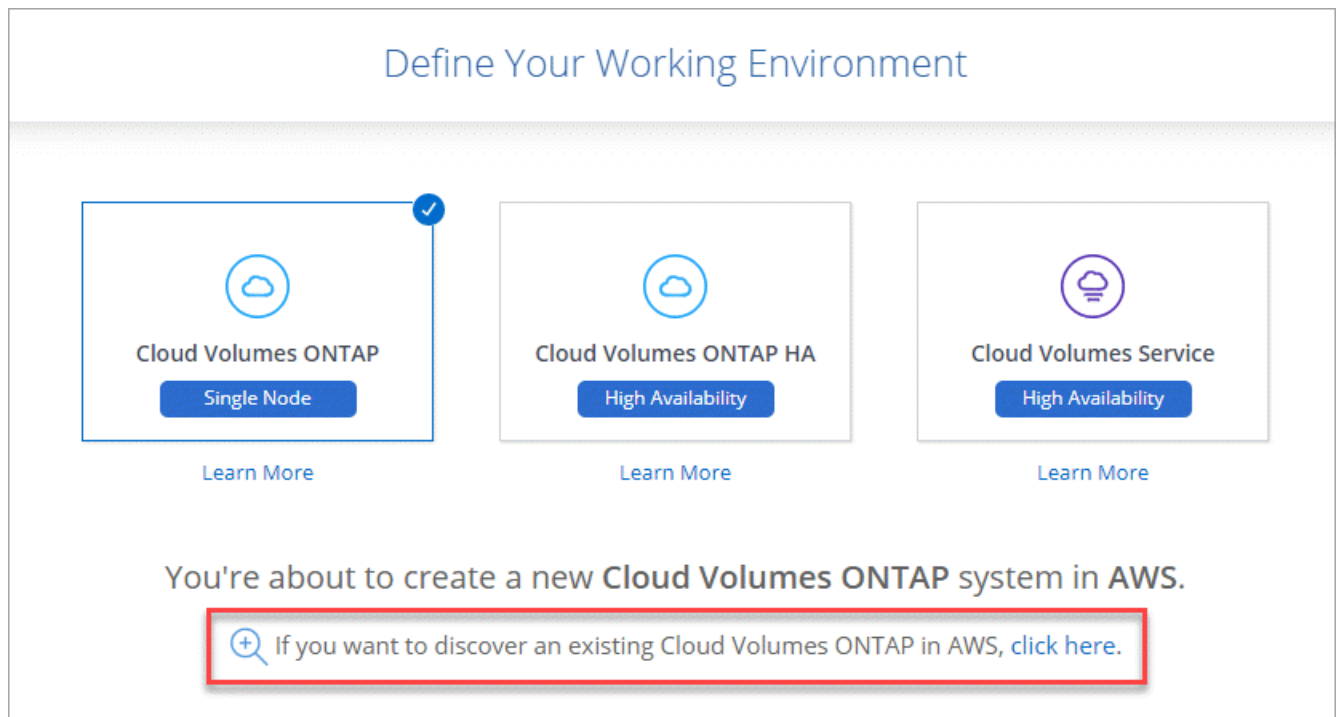 Define Your Working Environment
Cloud Volumes ONTAP
Single Node
Learn More
Cloud Volumes ONTAP HA
High Availability
Learn More
Cloud Volumes Service
High Availability
Learn More
You're about to create a new Cloud Volumes ONTAP system in AWS.
If you want to discover an existing Cloud Volumes ONTAP in AWS, click here.